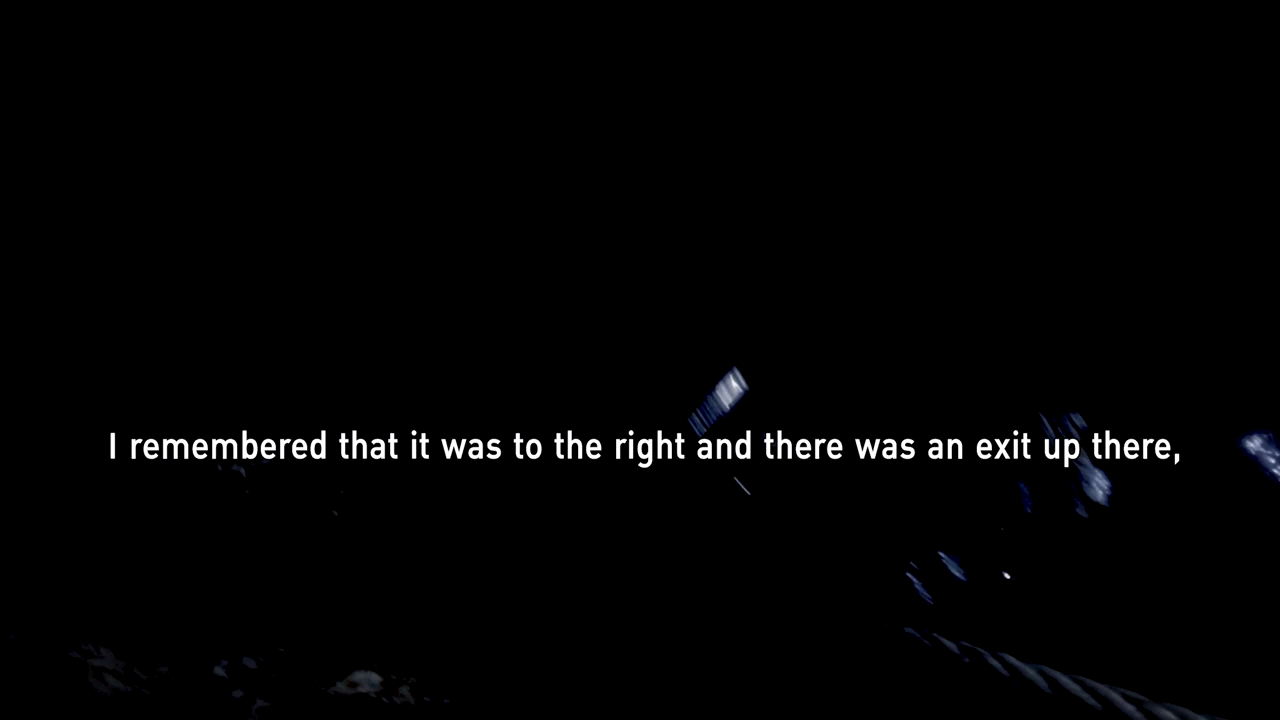 I remembered that it was to the right and there was an exit up there,